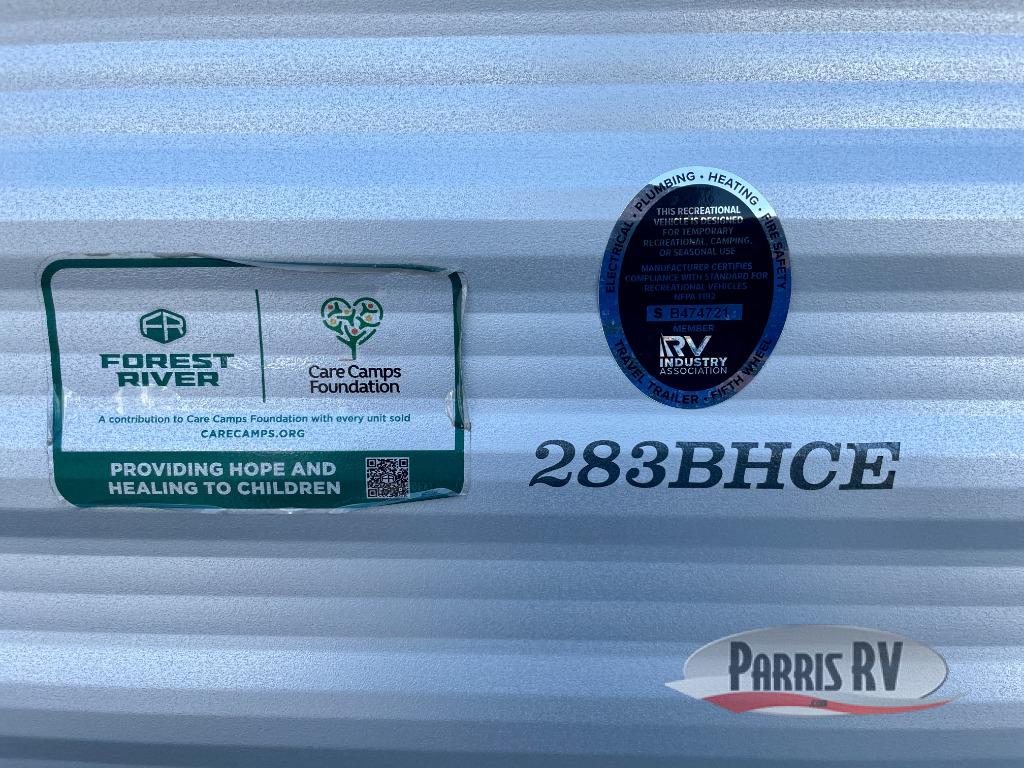 FOREST
RIVER
Care Camps
Foundation
A contribution to Care Camps Foundation with every unit sold
CARECAMPS.ORG
PROVIDING HOPE AND
HEALING TO CHILDREN
ELECTRICAL • PLUMBING • HEATING • FIRE SAFETY
THIS RECREATIONAL
VEHICLE IS DESIGNED
FOR TEMPORARY
RECREATIONAL, CAMPING,
OR SEASONAL USE
MANUFACTURER CERTIFIES
COMPLIANCE WITH STANDARD FOR
RECREATIONAL VEHICLES
NFPA 1192
S B474721
MEMBER
RV
INDUSTRY
ASSOCIATION
TRAVEL TRAILER • FIFTH WHEEL
283BHCE
PARRIS RV
.com